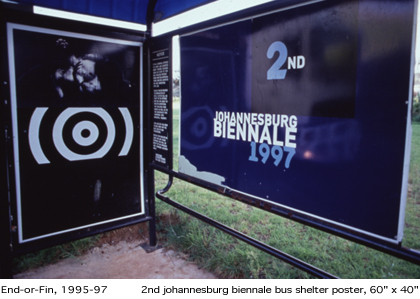 2ND
JOHANNESBURG
BIENNALE
1997
End-or-Fin, 1995-97
2nd johannesburg biennale bus shelter poster, 60" x 40"